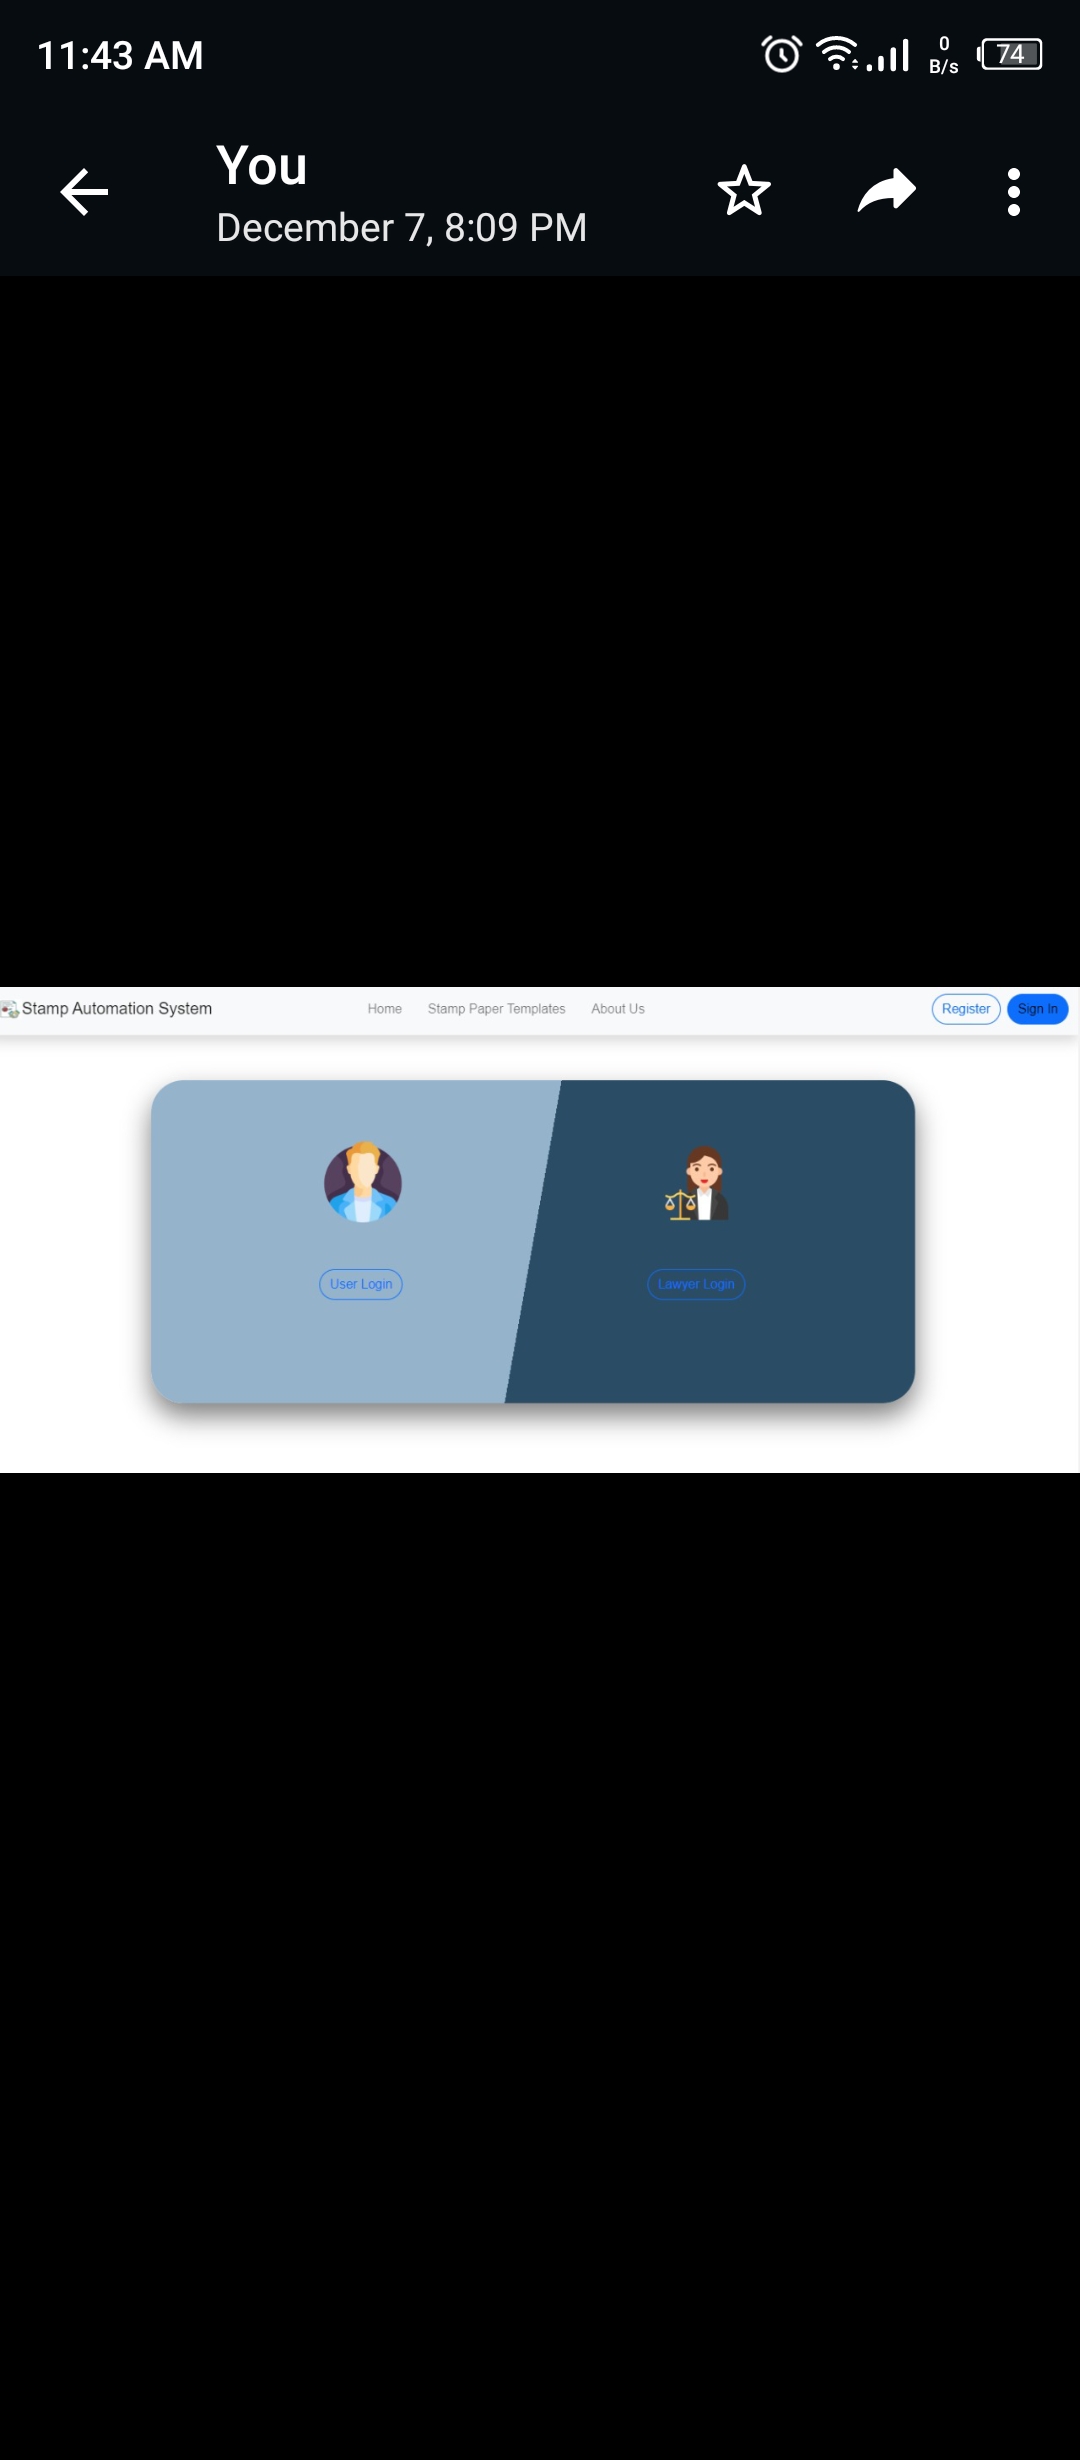 11:43 AM
0
B/s
74
You
December 7, 8:09 PM
Stamp Automation System
Home
Stamp Paper Templates
About Us
Register
Sign In
User Login
Lawyer Login